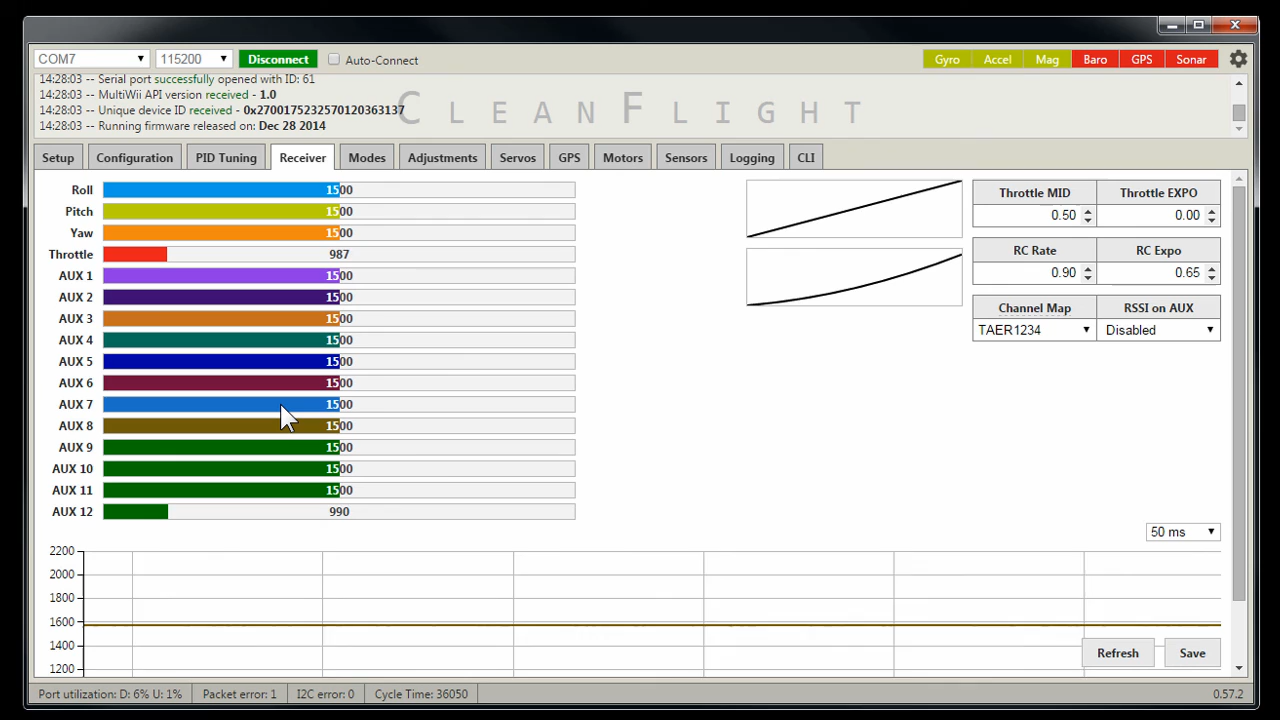 COM7 115200 Disconnect Auto-Connect Gyro Accel Mag Baro GPS Sonar
14:28:03 -- Serial port successfully opened with ID: 61
14:28:03 -- MultiWii API version received - 1.0
14:28:03 -- Unique device ID received - 0x2700175232570120363137
14:28:03 -- Running firmware released on: Dec 28 2014
CLEANFLIGHT
Setup Configuration PID Tuning Receiver Modes Adjustments Servos GPS Motors Sensors Logging CLI
Roll 1500
Pitch 1500
Yaw 1500
Throttle 987
AUX 1 1500
AUX 2 1500
AUX 3 1500
AUX 4 1500
AUX 5 1500
AUX 6 1500
AUX 7 1500
AUX 8 1500
AUX 9 1500
AUX 10 1500
AUX 11 1500
AUX 12 990
Throttle MID Throttle EXPO
0.50 0.00
RC Rate RC Expo
0.90 0.65
Channel Map RSSI on AUX
TAER1234 Disabled
50 ms
2200
2000
1800
1600
1400
1200
Refresh Save
Port utilization: D: 6% U: 1% Packet error: 1 I2C error: 0 Cycle Time: 36050 0.57.2